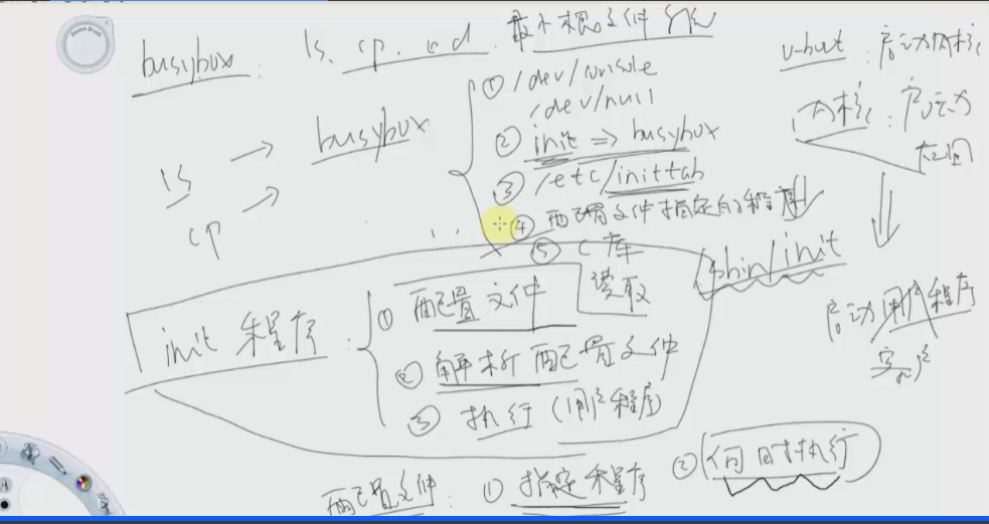 busybox : ls. cp. cd. 最小根文件系统
u-boot : 启动内核
① /dev/console
/dev/null
内核 : 启动
应用
ls → busybox
cp →
② init => busybox
③ /etc/inittab
④ 配置文件指定的程序
⑤ C库
/sbin/init
启动用户程序
init 程序 :
① 配置文件 读取
② 解析配置文件
③ 执行(用户程序)
配置文件 : ① 指定程序 ② 何时执行